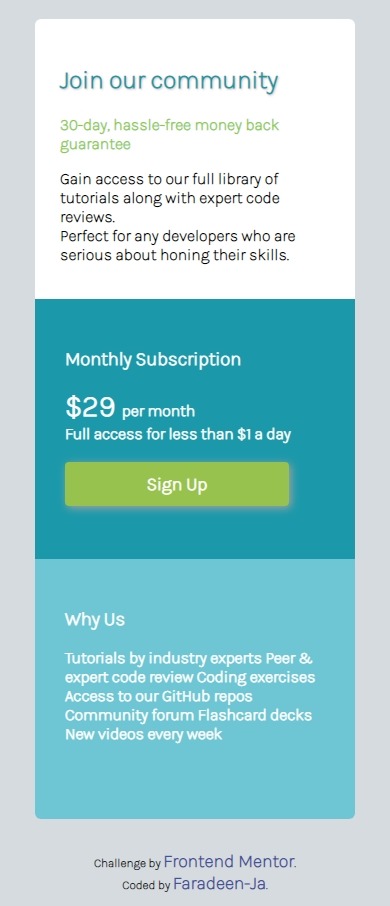 Join our community
30-day, hassle-free money back
guarantee
Gain access to our full library of
tutorials along with expert code
reviews.
Perfect for any developers who are
serious about honing their skills.
Monthly Subscription
$29 per month
Full access for less than $1 a day
Sign Up
Why Us
Tutorials by industry experts Peer &
expert code review Coding exercises
Access to our GitHub repos
Community forum Flashcard decks
New videos every week
Challenge by Frontend Mentor.
Coded by Faradeen-Ja.